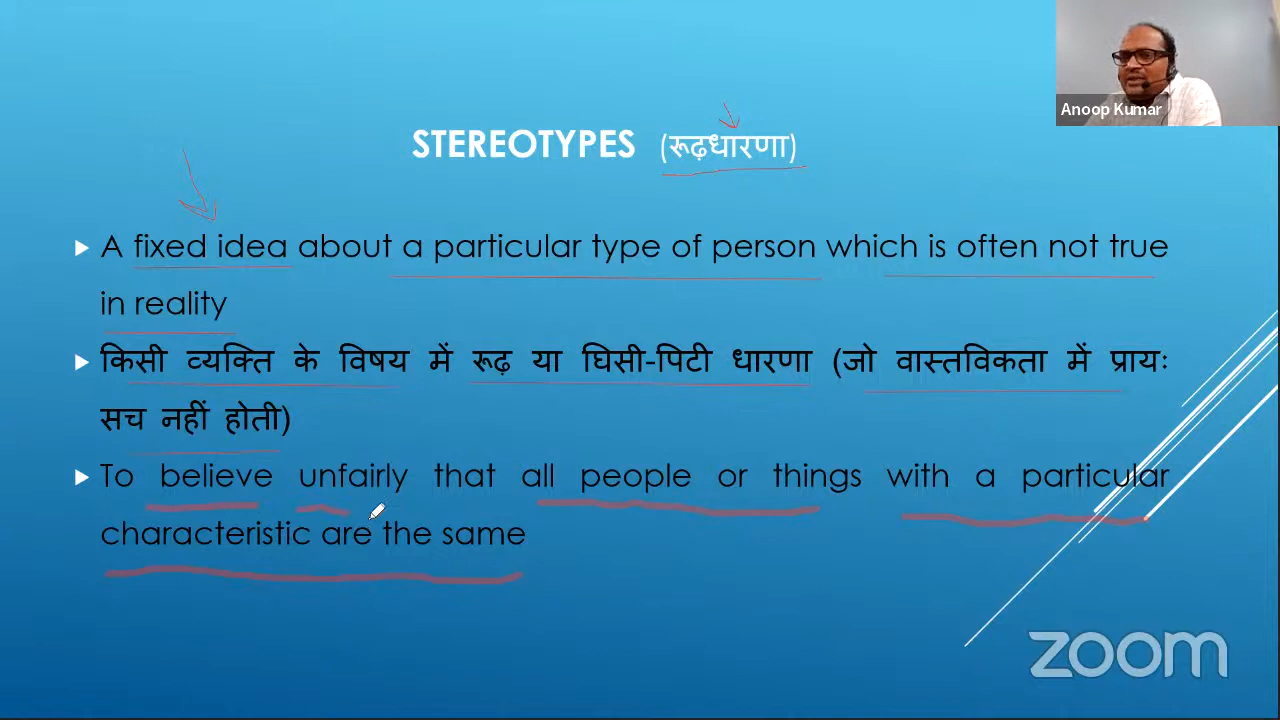 Anoop Kumar
STEREOTYPES (रूढ़धारणा)
A fixed idea about a particular type of person which is often not true
in reality
किसी व्यक्ति के विषय में रूढ़ या घिसी-पिटी धारणा (जो वास्तविकता में प्रायः
सच नहीं होती)
To believe unfairly that all people or things with a particular
characteristic are the same
zoom